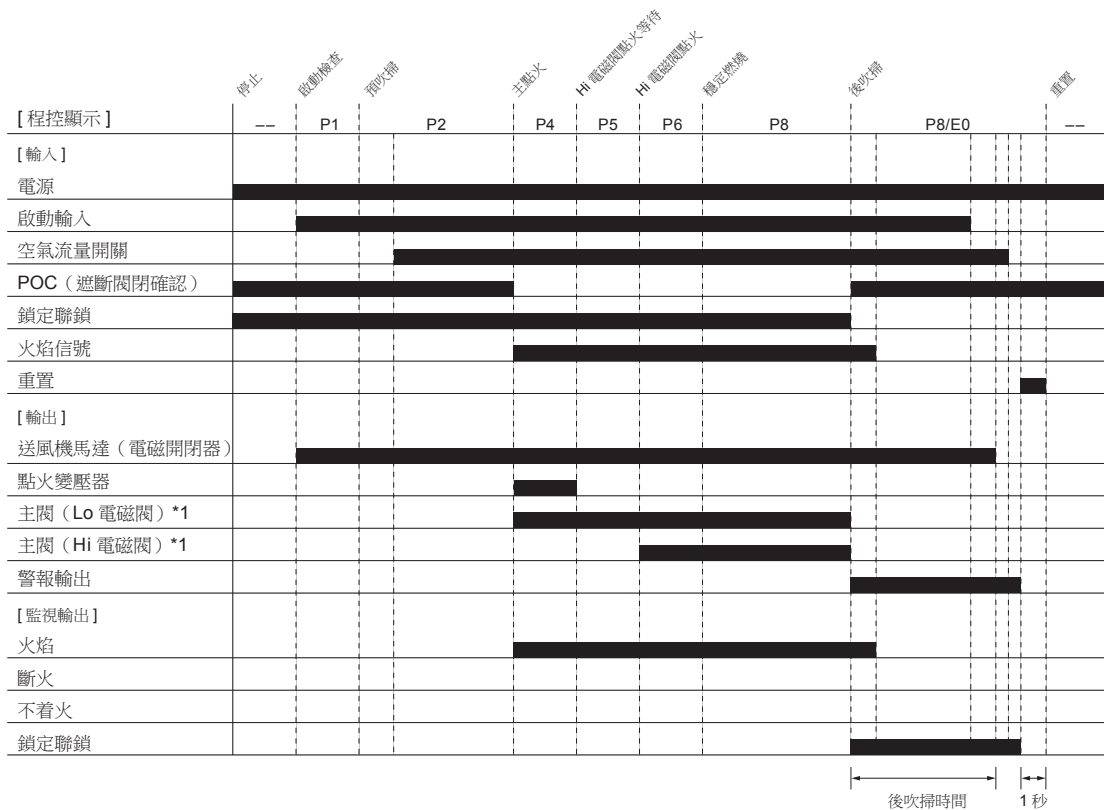 停止
啟動檢查
預吹掃
主點火
Hi 電磁閥點火等待
Hi 電磁閥點火
穩定燃燒
後吹掃
重置
[ 程控顯示 ] −− P1 P2 P4 P5 P6 P8 P8/E0 −−
[ 輸入 ]
電源
啟動輸入
空氣流量開關
POC（遮斷閥閉確認）
鎖定聯鎖
火焰信號
重置
[ 輸出 ]
送風機馬達（電磁開閉器）
點火變壓器
主閥（Lo 電磁閥）*1
主閥（Hi 電磁閥）*1
警報輸出
[ 監視輸出 ]
火焰
斷火
不着火
鎖定聯鎖
後吹掃時間 1 秒